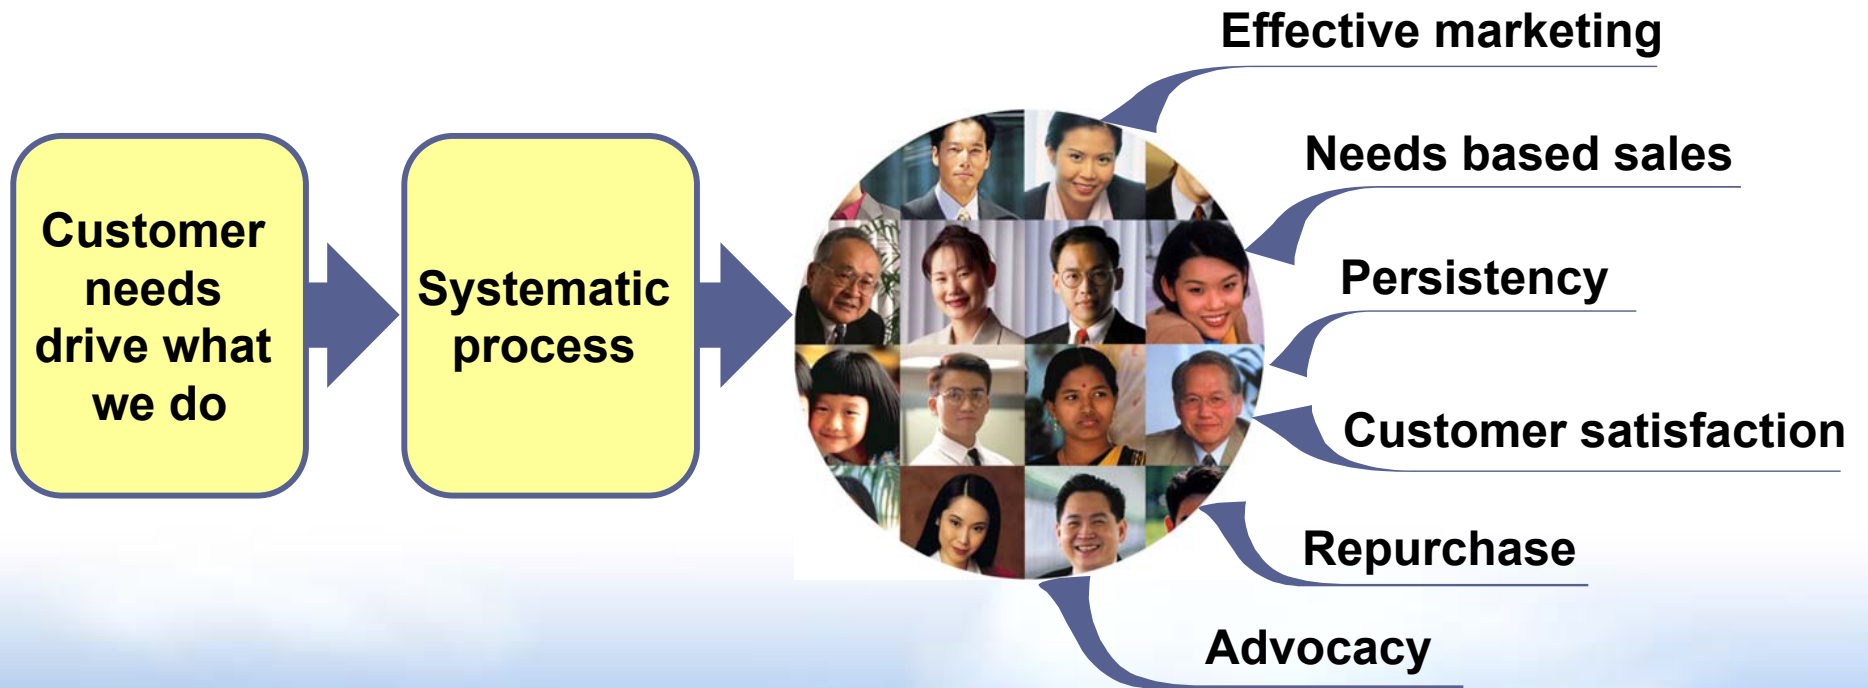 Effective marketing
Needs based sales
Customer
needs
drive what
we do
Systematic
process
Persistency
Customer satisfaction
Repurchase
Advocacy